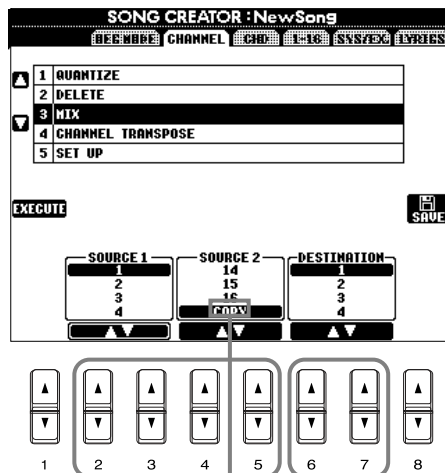 SONG CREATOR : NewSong
REC MODE CHANNEL CHD 1-16 SYS/EX. LYRICS
1 QUANTIZE
2 DELETE
3 MIX
4 CHANNEL TRANSPOSE
5 SET UP
EXECUTE
SAVE
SOURCE 1 SOURCE 2 DESTINATION
1 14 1
2 15 2
3 16 3
4 COPY 4
1 2 3 4 5 6 7 8